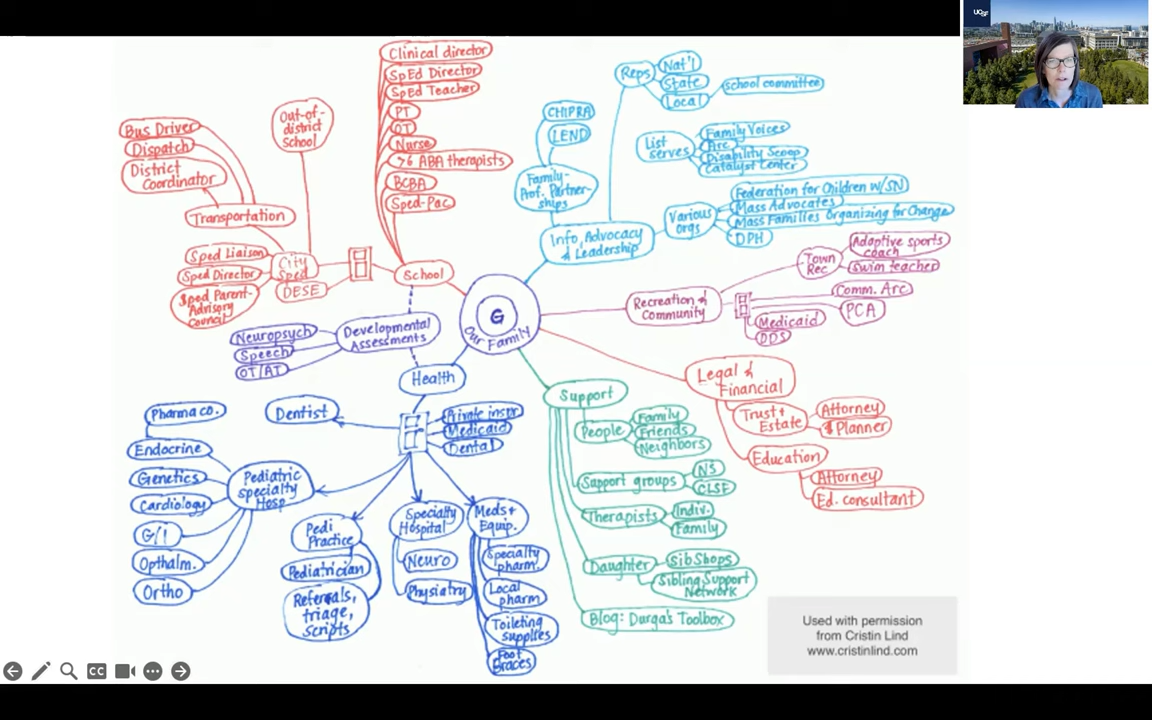 UCSF
Clinical director
SpEd Director
SpEd Teacher
PT
OT
Nurse
>6 ABA therapists
BCBA
Sped-Pac
School
Out-of-
district
School
Bus Driver
Dispatch
District
Coordinator
Transportation
Sped Liaison
Sped Director
Sped Parent-
Advisory
Council
City
Sped
DESE
Reps
Nat'l
State
Local
school committee
CHIPRA
LEND
Family-
Prof. Partner-
ships
List
serves
Family Voices
Arc
Disability Scoop
Catalyst Center
Info, Advocacy
& Leadership
Various
orgs
Federation for Children w/SN
Mass Advocates
Mass Families Organizing for Change
DPH
G
Our Family
Recreation &
Community
Town
Rec
Adaptive sports
coach
Swim teacher
Comm. Arc
PCA
Medicaid
DDS
Developmental
Assessments
Neuropsych
Speech
OT/AT
Health
Private insur
Medicaid
Dental
Dentist
Pharma co.
Endocrine
Genetics
Cardiology
G/I
Opthalm.
Ortho
Pediatric
specialty
Hosp
Pedi
Practice
Pediatrician
Referrals,
triage,
scripts
Specialty
Hospital
Neuro
Physiatry
Meds +
Equip.
Specialty
pharm.
Local
pharm
Toileting
supplies
Foot
Braces
Support
People
Family
Friends
Neighbors
Support groups
NS
CLSF
Therapists
Indiv.
Family
Daughter
SibShops
Sibling Support
Network
Blog: Durga's Toolbox
Legal &
Financial
Trust +
Estate
Attorney
$ Planner
Education
Attorney
Ed. consultant
Used with permission
from Cristin Lind
www.cristinlind.com
CC